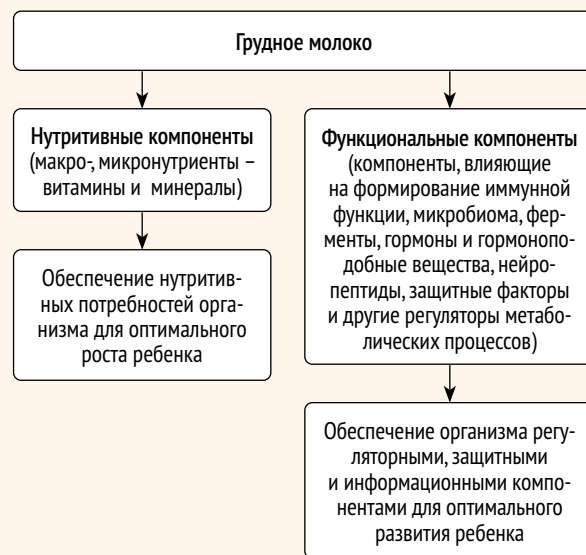 Грудное молоко
Нутритивные компоненты
(макро-, микронутриенты –
витамины и минералы)
Обеспечение нутритив-
ных потребностей орга-
низма для оптимального
роста ребенка
Функциональные компоненты
(компоненты, влияющие
на формирование иммунной
функции, микробиома, фер-
менты, гормоны и гормонопо-
добные вещества, нейро-
пептиды, защитные факторы
и другие регуляторы метабо-
лических процессов)
Обеспечение организма регу-
ляторными, защитными
и информационными компо-
нентами для оптимального
развития ребенка